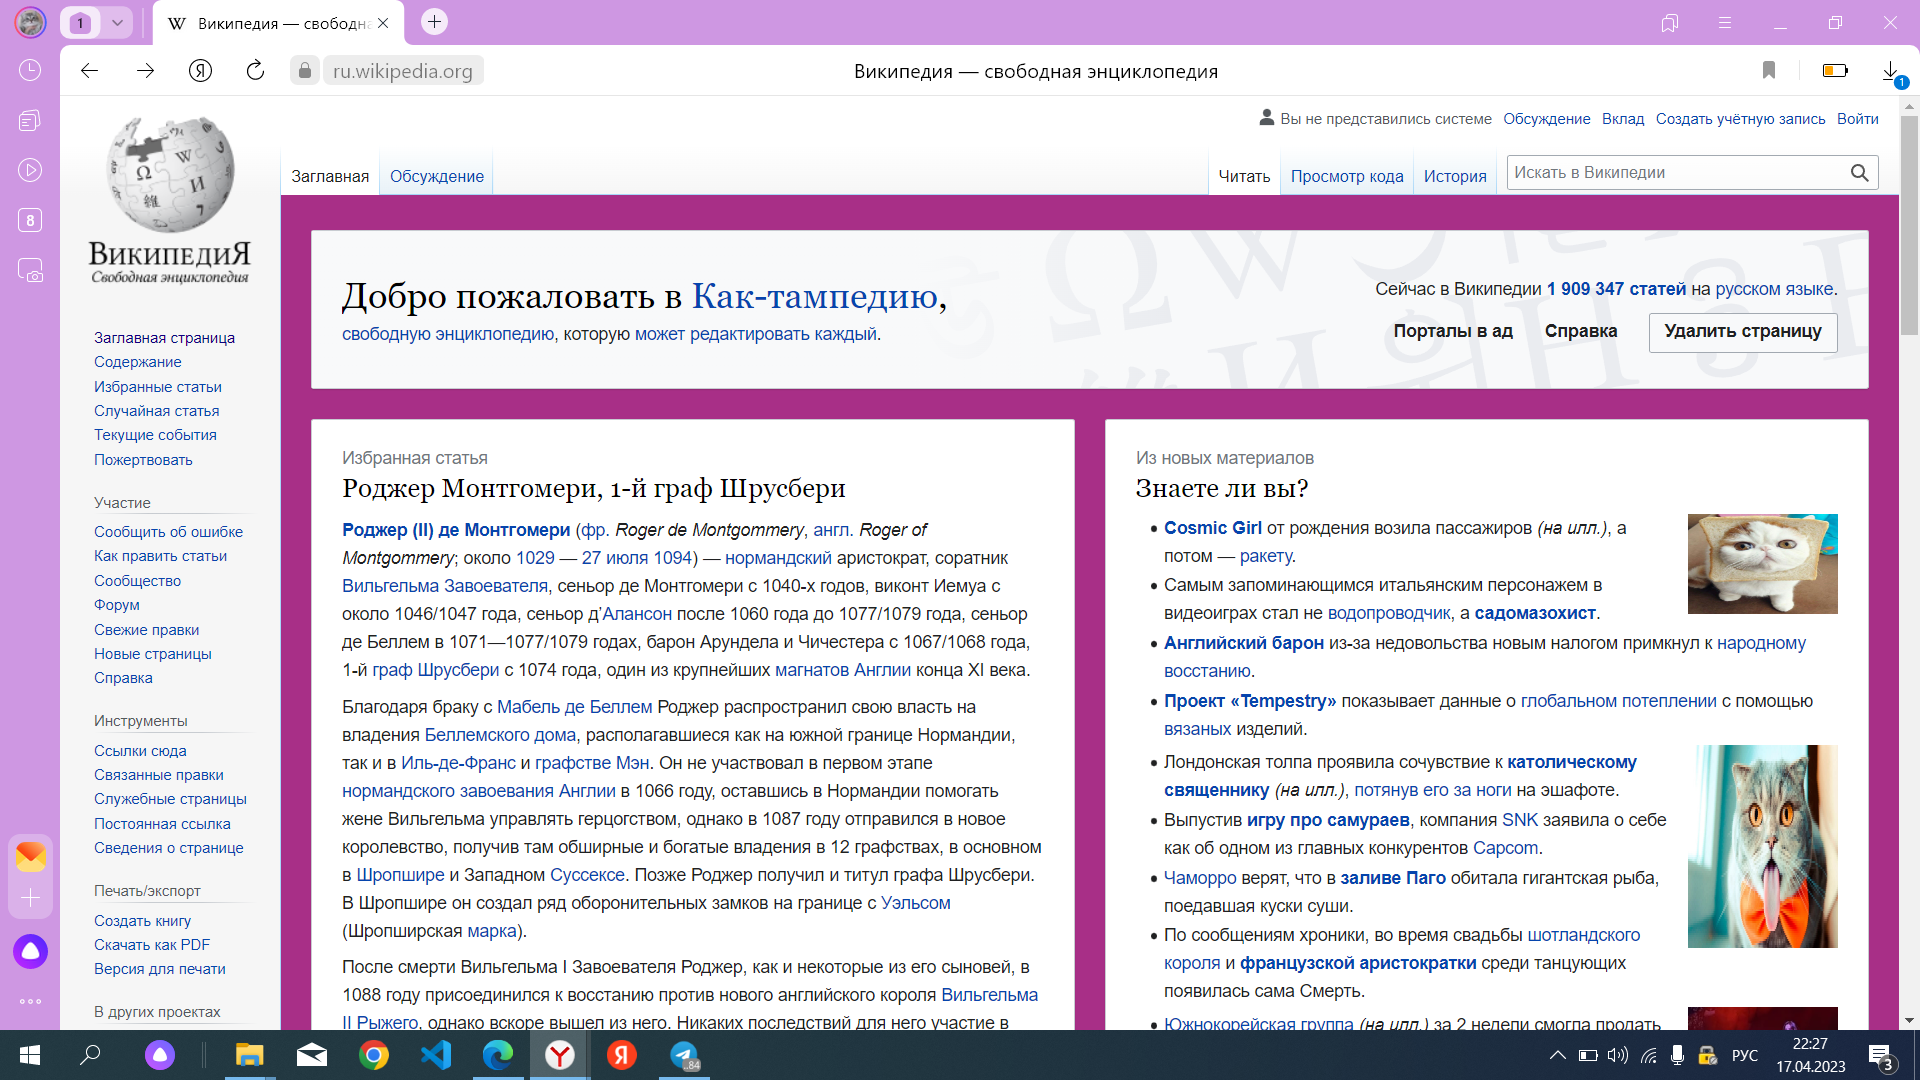 1
Википедия — свободна
ru.wikipedia.org
Википедия — свободная энциклопедия
1
8
ВИКИПЕДИЯ
Свободная энциклопедия
Вы не представились системе Обсуждение Вклад Создать учётную запись Войти
Заглавная Обсуждение
Читать Просмотр кода История
Искать в Википедии
Заглавная страница
Содержание
Избранные статьи
Случайная статья
Текущие события
Пожертвовать
Участие
Сообщить об ошибке
Как править статьи
Сообщество
Форум
Свежие правки
Новые страницы
Справка
Инструменты
Ссылки сюда
Связанные правки
Служебные страницы
Постоянная ссылка
Сведения о странице
Печать/экспорт
Создать книгу
Скачать как PDF
Версия для печати
В других проектах
Добро пожаловать в Как-тампедию,
свободную энциклопедию, которую может редактировать каждый.
Сейчас в Википедии 1 909 347 статей на русском языке.
Порталы в ад Справка Удалить страницу
Избранная статья
Роджер Монтгомери, 1-й граф Шрусбери
Роджер (II) де Монтгомери (фр. Roger de Montgommery, англ. Roger of
Montgommery; около 1029 — 27 июля 1094) — нормандский аристократ, соратник
Вильгельма Завоевателя, сеньор де Монтгомери с 1040-х годов, виконт Иемуа с
около 1046/1047 года, сеньор д’Алансон после 1060 года до 1077/1079 года, сеньор
де Беллем в 1071—1077/1079 годах, барон Арундела и Чичестера с 1067/1068 года,
1-й граф Шрусбери с 1074 года, один из крупнейших магнатов Англии конца XI века.
Благодаря браку с Мабель де Беллем Роджер распространил свою власть на
владения Беллемского дома, располагавшиеся как на южной границе Нормандии,
так и в Иль-де-Франс и графстве Мэн. Он не участвовал в первом этапе
нормандского завоевания Англии в 1066 году, оставшись в Нормандии помогать
жене Вильгельма управлять герцогством, однако в 1087 году отправился в новое
королевство, получив там обширные и богатые владения в 12 графствах, в основном
в Шропшире и Западном Суссексе. Позже Роджер получил и титул графа Шрусбери.
В Шропшире он создал ряд оборонительных замков на границе с Уэльсом
(Шропширская марка).
После смерти Вильгельма I Завоевателя Роджер, как и некоторые из его сыновей, в
1088 году присоединился к восстанию против нового английского короля Вильгельма
II Рыжего, однако вскоре вышел из него. Никаких последствий для него участие в
Из новых материалов
Знаете ли вы?
Cosmic Girl от рождения возила пассажиров (на илл.), а
потом — ракету.
Самым запоминающимся итальянским персонажем в
видеоиграх стал не водопроводчик, а садомазохист.
Английский барон из-за недовольства новым налогом примкнул к народному
восстанию.
Проект «Tempestry» показывает данные о глобальном потеплении с помощью
вязаных изделий.
Лондонская толпа проявила сочувствие к католическому
священнику (на илл.), потянув его за ноги на эшафоте.
Выпустив игру про самураев, компания SNK заявила о себе
как об одном из главных конкурентов Capcom.
Чаморро верят, что в заливе Паго обитала гигантская рыба,
поедавшая куски суши.
По сообщениям хроники, во время свадьбы шотландского
короля и французской аристократки среди танцующих
появилась сама Смерть.
Южнокорейская группа (на илл.) за 2 недели смогла продать
84
РУС
22:27
17.04.2023
3